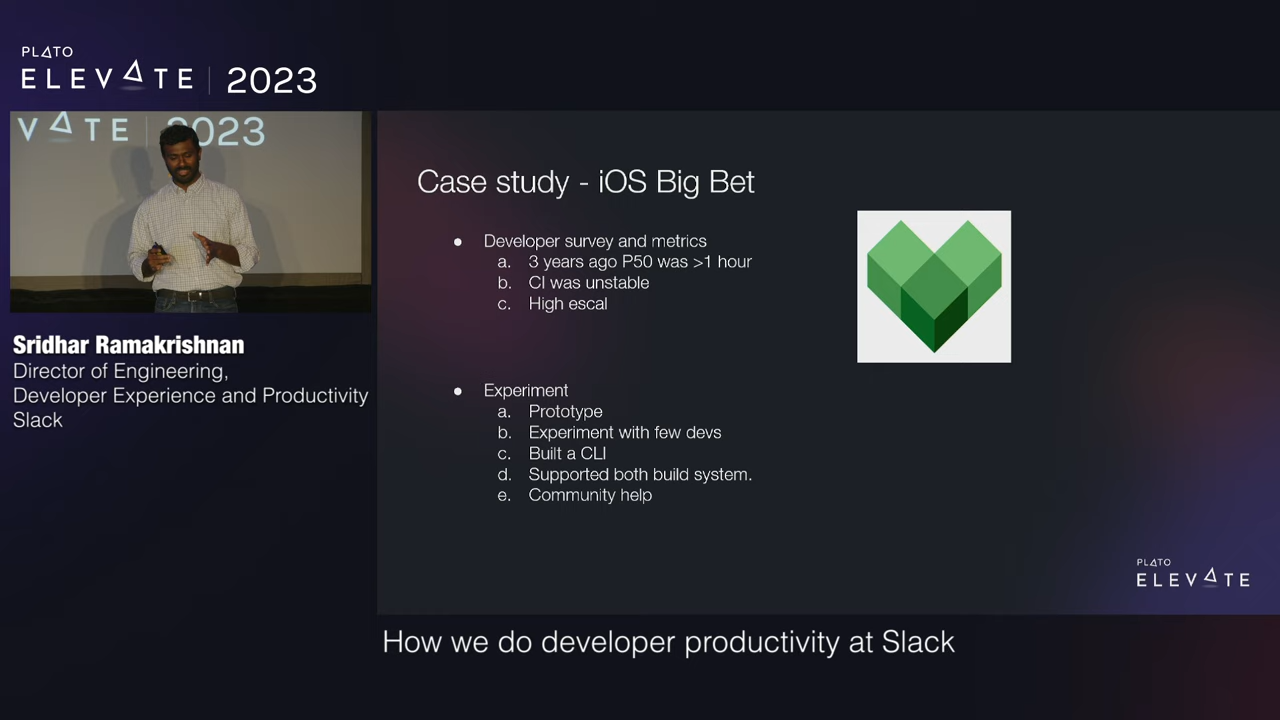 PLATO
ELEVATE | 2023
VATE | 2023
Sridhar Ramakrishnan
Director of Engineering,
Developer Experience and Productivity
Slack
Case study - iOS Big Bet
● Developer survey and metrics
a. 3 years ago P50 was >1 hour
b. CI was unstable
c. High escal
● Experiment
a. Prototype
b. Experiment with few devs
c. Built a CLI
d. Supported both build system.
e. Community help
PLATO
ELEVATE
How we do developer productivity at Slack